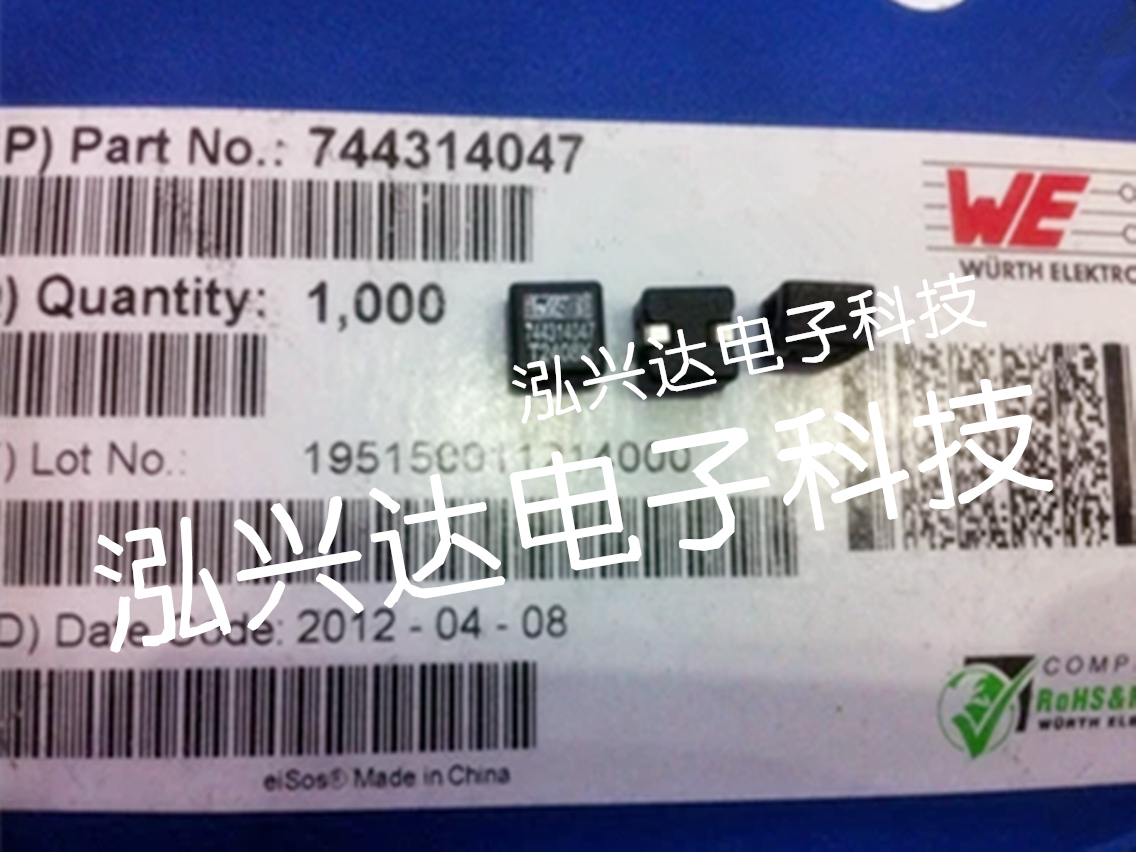 P) Part No.: 744314047
WE
WÜRTH ELEKTRO
) Quantity: 1,000
744314047
泓兴达电子科技
) Lot No.:
泓兴达电子科技
D) Date Code: 2012 - 04 - 08
COMP
RoHS&R
WÜRTH ELE
eiSos® Made in China